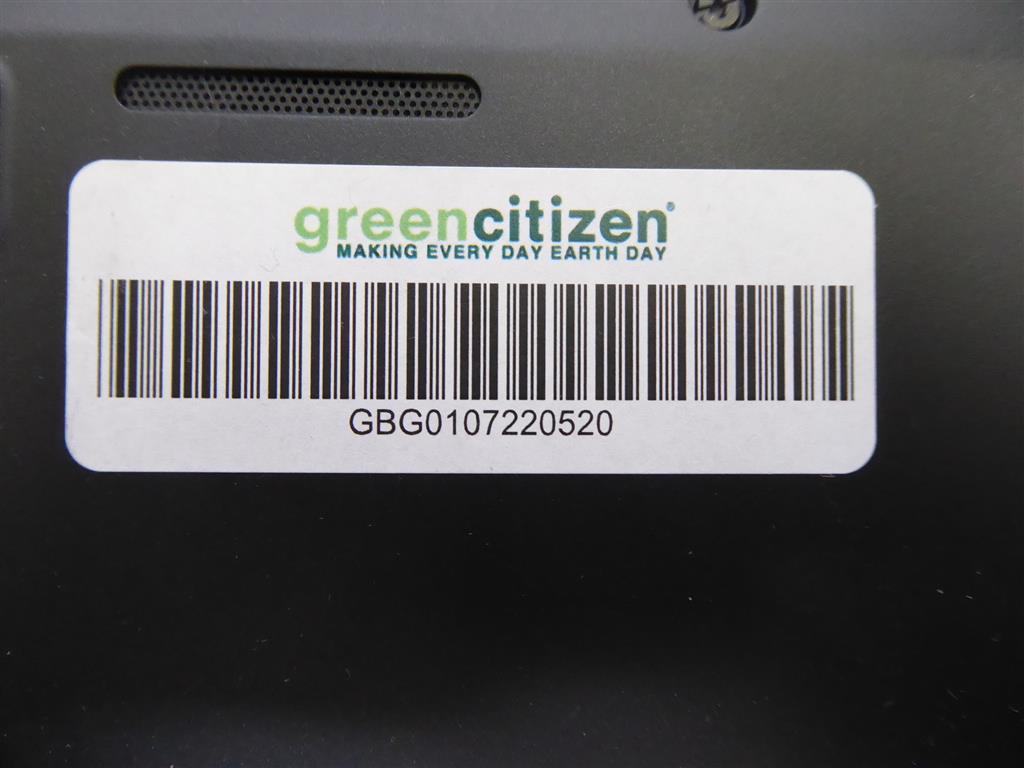 greencitizen®
MAKING EVERY DAY EARTH DAY
GBG0107220520